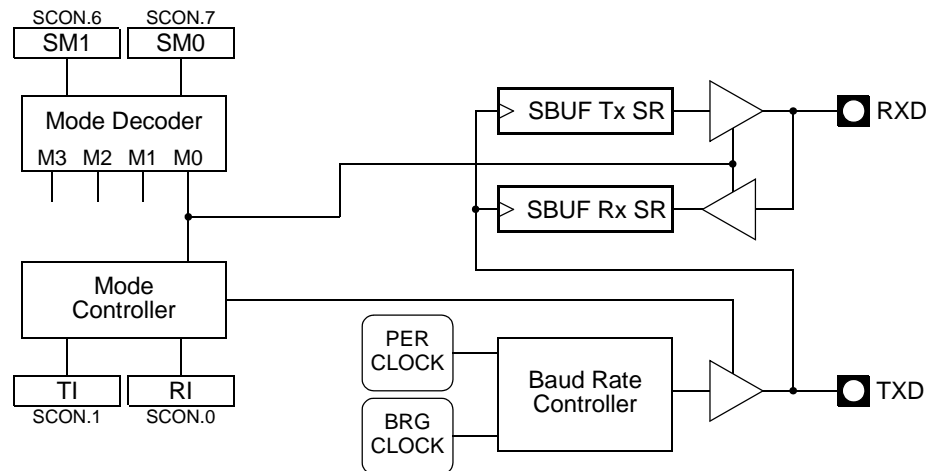 SCON.6 SCON.7
SM1 SM0
Mode Decoder
M3 M2 M1 M0
SBUF Tx SR
RXD
SBUF Rx SR
Mode
Controller
TI RI
SCON.1 SCON.0
PER
CLOCK
BRG
CLOCK
Baud Rate
Controller
TXD